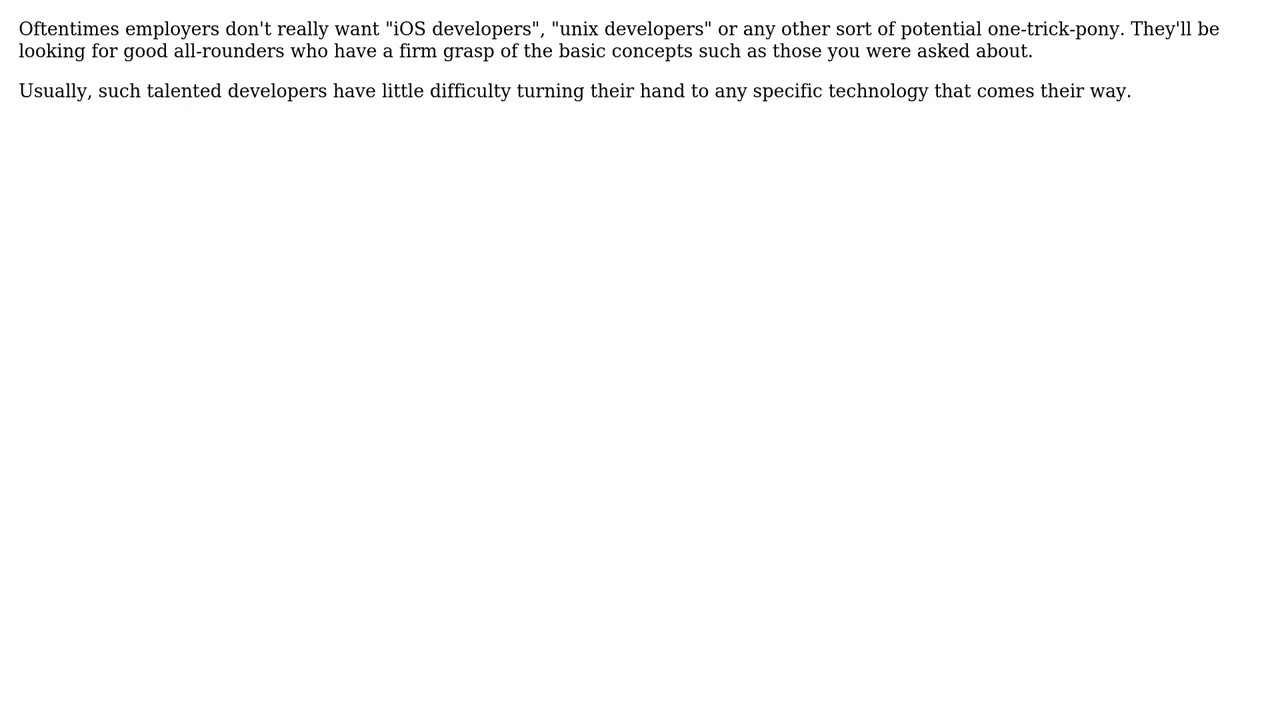 Oftentimes employers don't really want "iOS developers", "unix developers" or any other sort of potential one-trick-pony. They'll be
looking for good all-rounders who have a firm grasp of the basic concepts such as those you were asked about.
Usually, such talented developers have little difficulty turning their hand to any specific technology that comes their way.